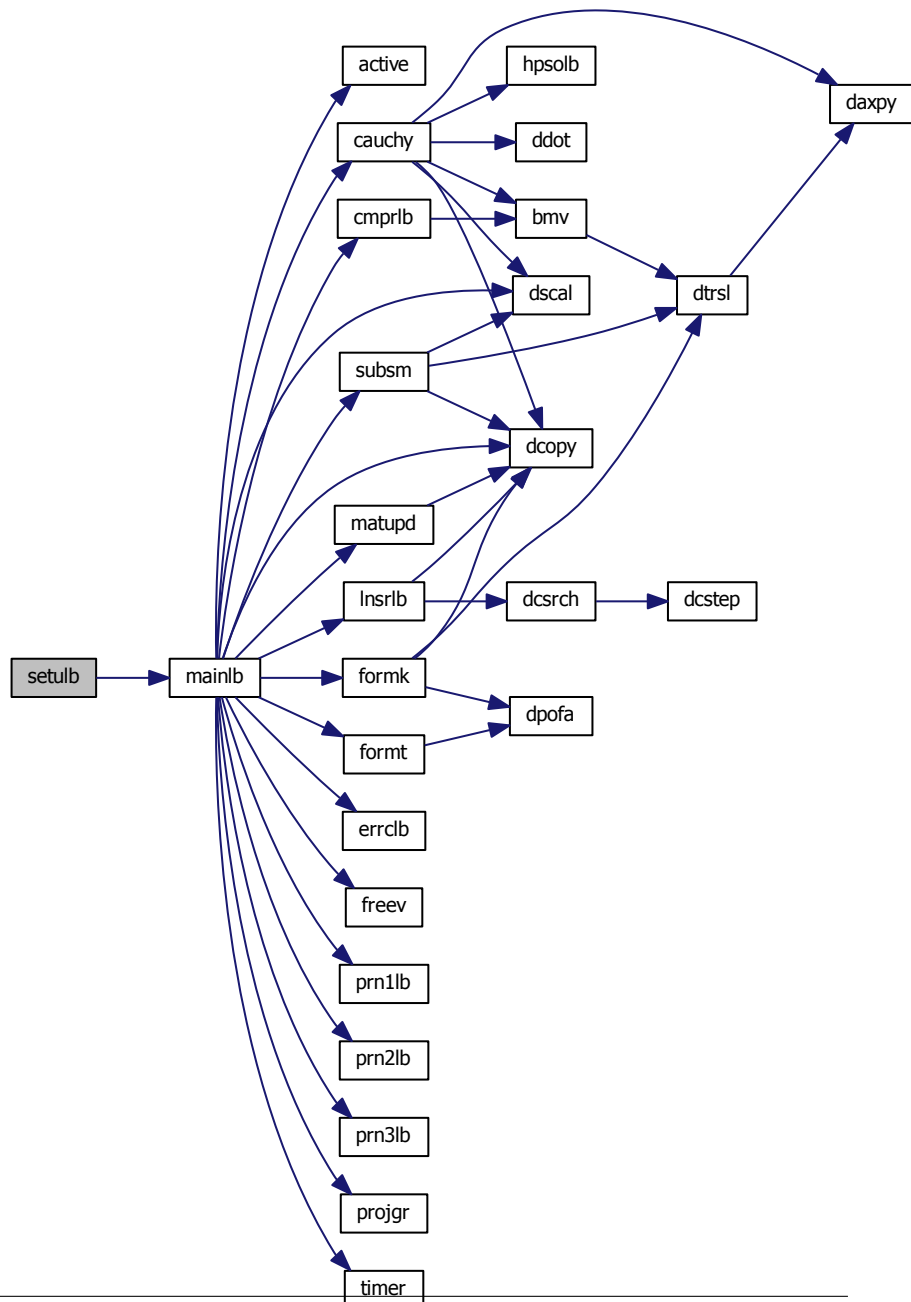 active
hpsolb
daxpy
cauchy
ddot
cmprlb
bmv
dscal
dtrsl
subsm
dcopy
matupd
lnsrlb
dcsrch
dcstep
setulb
mainlb
formk
dpofa
formt
errclb
freev
prn1lb
prn2lb
prn3lb
projgr
timer